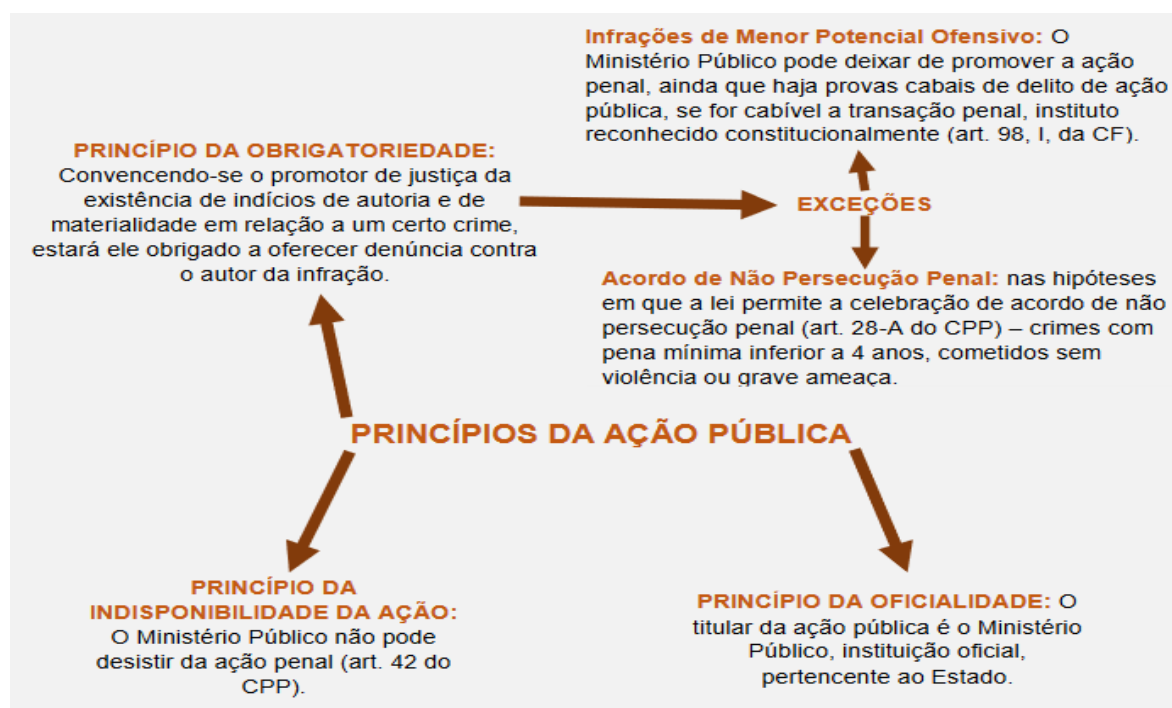 Infrações de Menor Potencial Ofensivo: O
Ministério Público pode deixar de promover a ação
penal, ainda que haja provas cabais de delito de ação
pública, se for cabível a transação penal, instituto
reconhecido constitucionalmente (art. 98, I, da CF).
PRINCÍPIO DA OBRIGATORIEDADE:
Convencendo-se o promotor de justiça da
existência de indícios de autoria e de
materialidade em relação a um certo crime,
estará ele obrigado a oferecer denúncia contra
o autor da infração.
EXCEÇÕES
Acordo de Não Persecução Penal: nas hipóteses
em que a lei permite a celebração de acordo de não
persecução penal (art. 28-A do CPP) – crimes com
pena mínima inferior a 4 anos, cometidos sem
violência ou grave ameaça.
PRINCÍPIOS DA AÇÃO PÚBLICA
PRINCÍPIO DA
INDISPONIBILIDADE DA AÇÃO:
O Ministério Público não pode
desistir da ação penal (art. 42 do
CPP).
PRINCÍPIO DA OFICIALIDADE: O
titular da ação pública é o Ministério
Público, instituição oficial,
pertencente ao Estado.